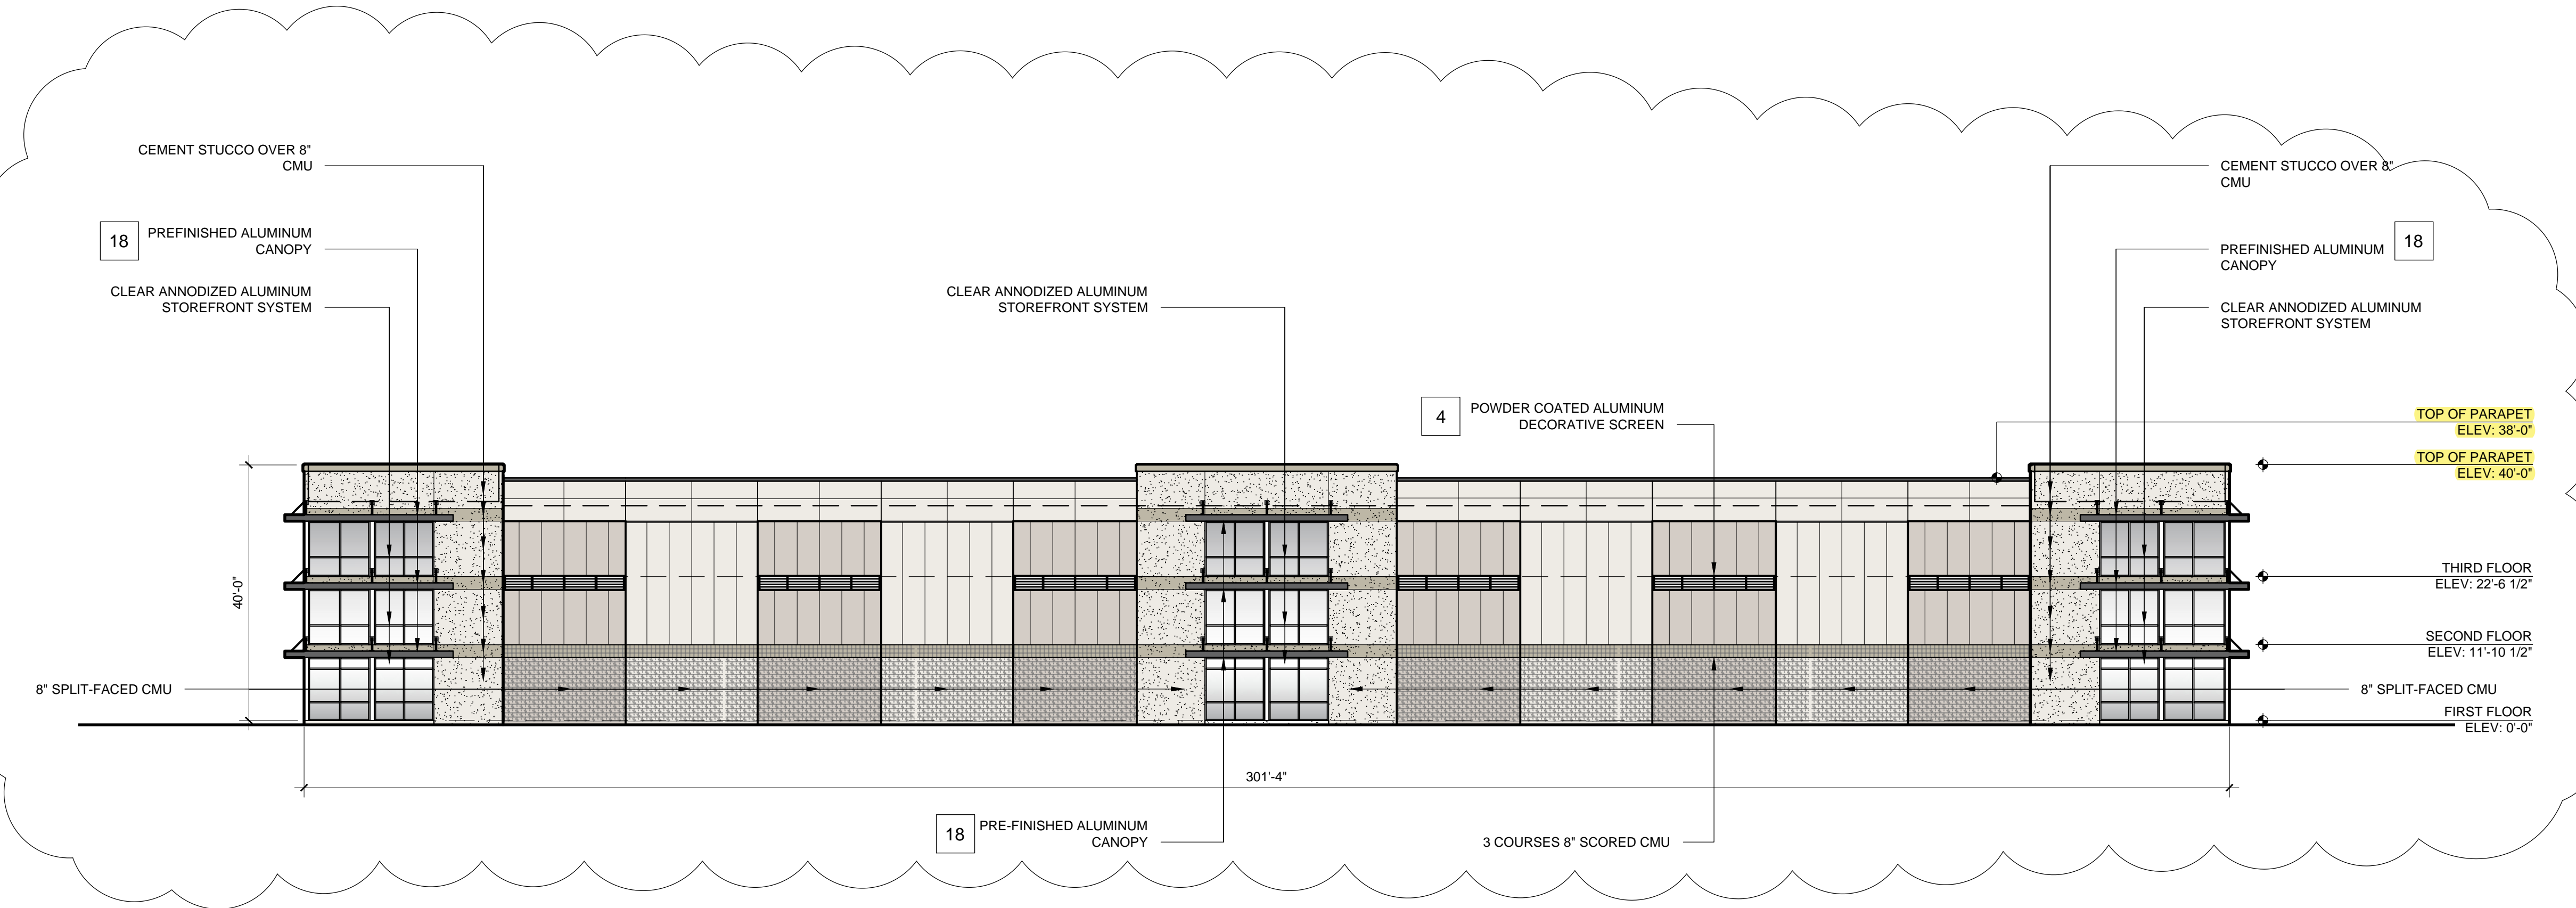 CEMENT STUCCO OVER 8"
CMU
CEMENT STUCCO OVER 8"
CMU
18
PREFINISHED ALUMINUM
CANOPY
PREFINISHED ALUMINUM
CANOPY
18
CLEAR ANNODIZED ALUMINUM
STOREFRONT SYSTEM
CLEAR ANNODIZED ALUMINUM
STOREFRONT SYSTEM
CLEAR ANNODIZED ALUMINUM
STOREFRONT SYSTEM
4
POWDER COATED ALUMINUM
DECORATIVE SCREEN
TOP OF PARAPET
ELEV: 38'-0"
TOP OF PARAPET
ELEV: 40'-0"
40'-0"
THIRD FLOOR
ELEV: 22'-6 1/2"
SECOND FLOOR
ELEV: 11'-10 1/2"
8" SPLIT-FACED CMU
8" SPLIT-FACED CMU
FIRST FLOOR
ELEV: 0'-0"
301'-4"
18
PRE-FINISHED ALUMINUM
CANOPY
3 COURSES 8" SCORED CMU